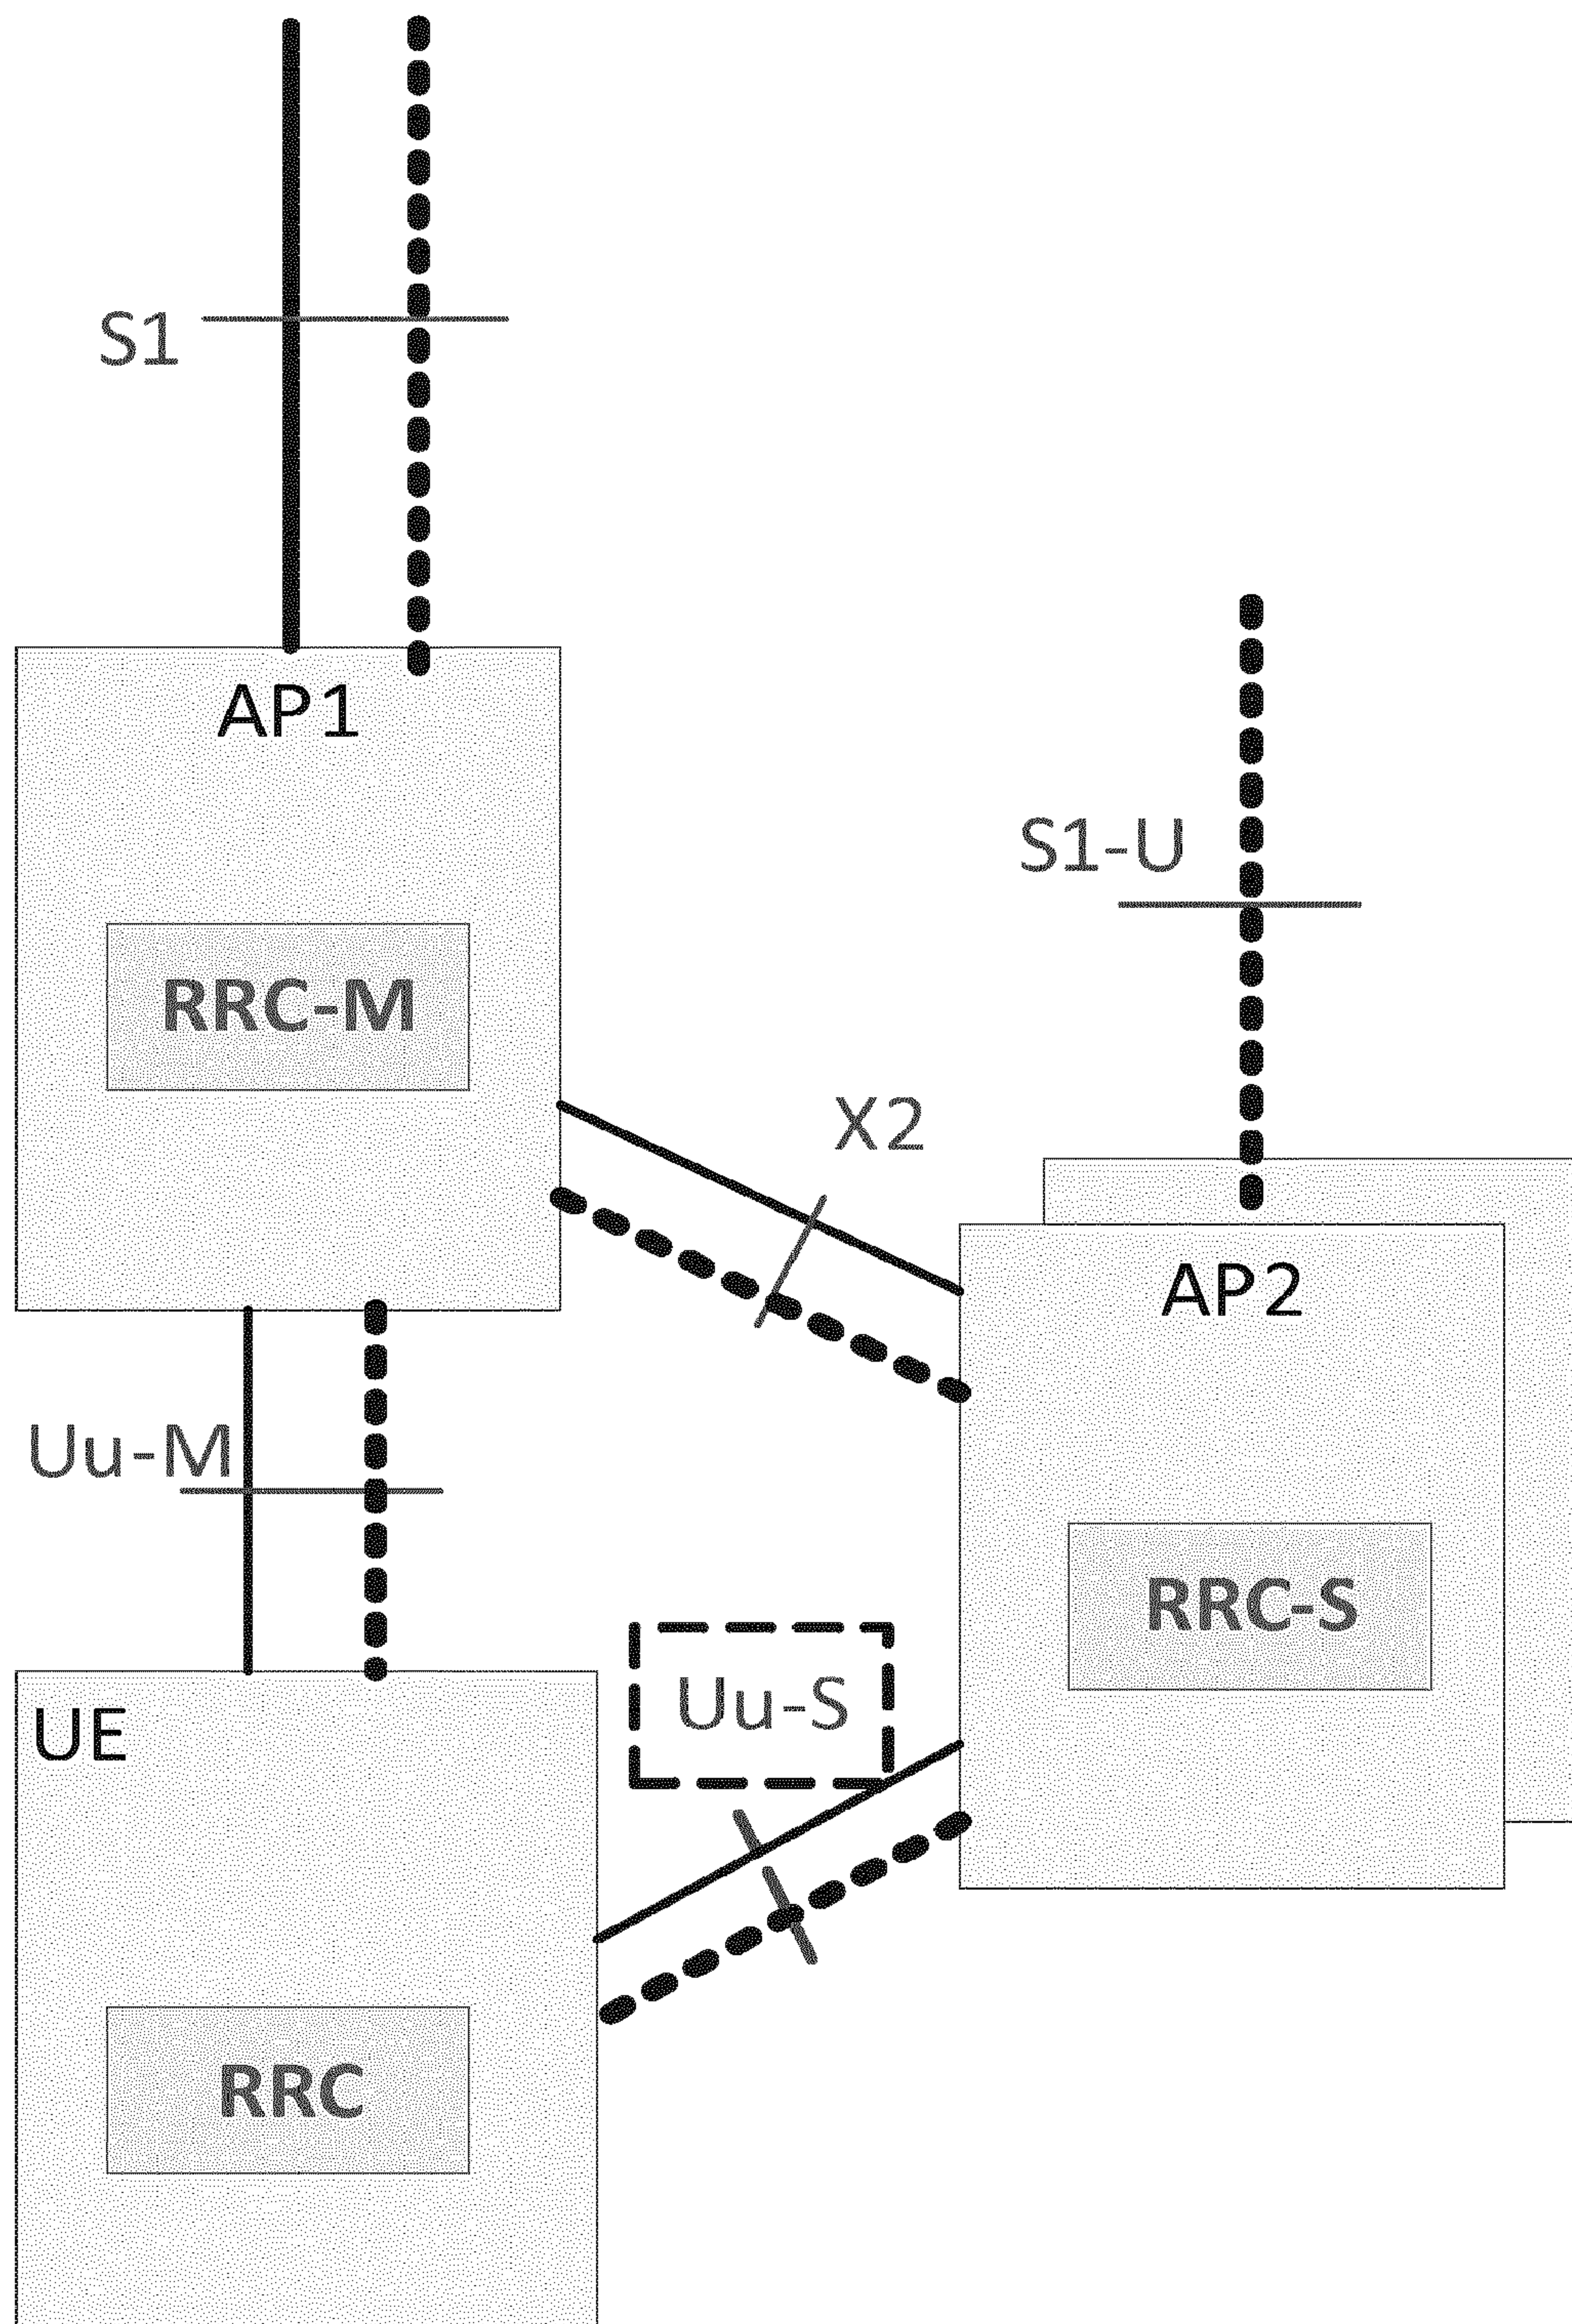 S1
AP1
S1-U
RRC-M
X2
AP2
Uu-M
RRC-S
Uu-S
UE
RRC